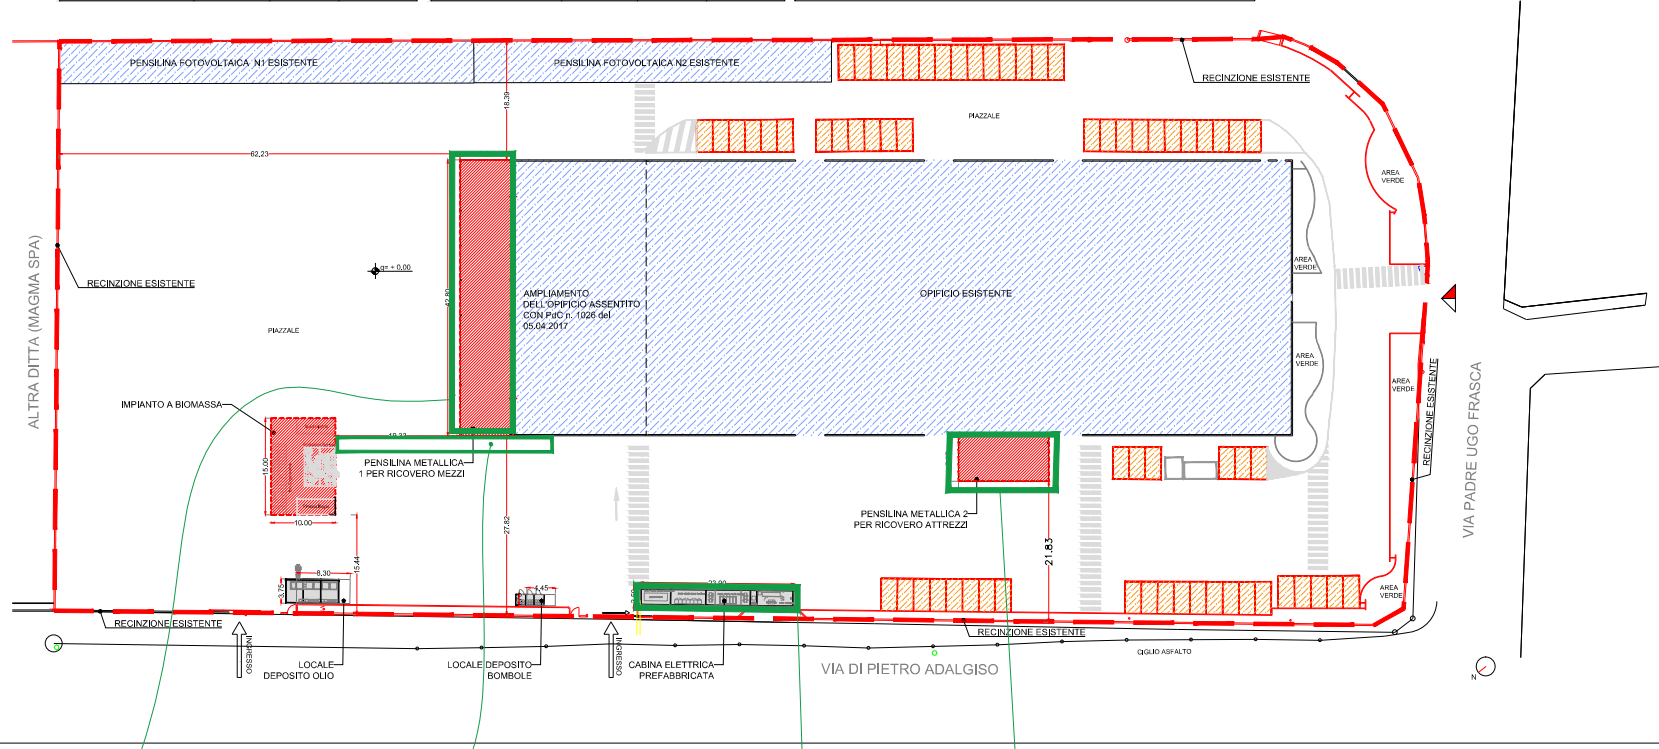 PENSILINA FOTOVOLTAICA N1 ESISTENTE
PENSILINA FOTOVOLTAICA N2 ESISTENTE
RECINZIONE ESISTENTE
18.39
PIAZZALE
62.23
AREA
VERDE
ALTRA DITTA (MAGMA SPA)
RECINZIONE ESISTENTE
q= + 0.00
42.80
AMPLIAMENTO
DELL'OPIFICIO ASSENTITO
CON PdC n. 1026 del
05.04.2017
OPIFICIO ESISTENTE
AREA
VERDE
PIAZZALE
AREA
VERDE
AREA
VERDE
RECINZIONE ESISTENTE
VIA PADRE UGO FRASCA
IMPIANTO A BIOMASSA
15.00
10.00
PENSILINA METALLICA
1 PER RICOVERO MEZZI
27.82
15.44
PENSILINA METALLICA 2
PER RICOVERO ATTREZZI
21.83
8.30
3.75
4.45
23.90
AREA
VERDE
RECINZIONE ESISTENTE
RECINZIONE ESISTENTE
INGRESSO
INGRESSO
LOCALE
DEPOSITO OLIO
LOCALE DEPOSITO
BOMBOLE
CABINA ELETTRICA
PREFABBRICATA
VIA DI PIETRO ADALGISO
CIGLIO ASFALTO
N